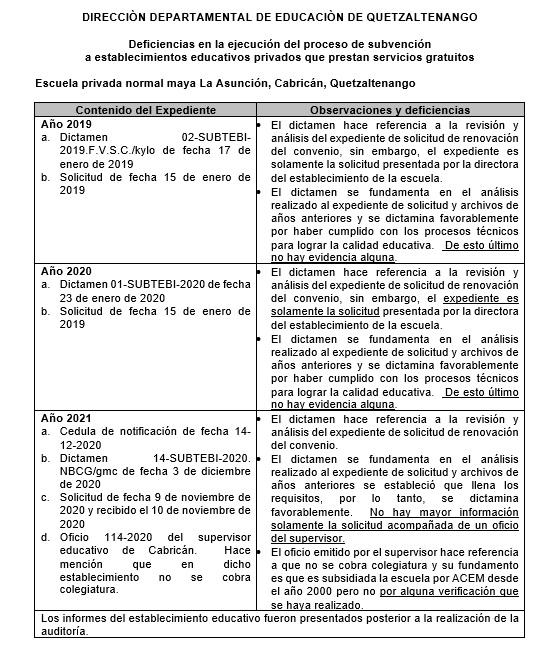 DIRECCIÒN DEPARTAMENTAL DE EDUCACIÒN DE QUETZALTENANGO
Deficiencias en la ejecución del proceso de subvención
a establecimientos educativos privados que prestan servicios gratuitos
Escuela privada normal maya La Asunción, Cabricán, Quetzaltenango
Contenido del Expediente
Observaciones y deficiencias
Año 2019
a. Dictamen 02-SUBTEBI-
2019.F.V.S.C./kylo de fecha 17 de
enero de 2019
b. Solicitud de fecha 15 de enero de
2019
• El dictamen hace referencia a la revisión y
análisis del expediente de solicitud de renovación
del convenio, sin embargo, el expediente es
solamente la solicitud presentada por la directora
del establecimiento de la escuela.
• El dictamen se fundamenta en el análisis
realizado al expediente de solicitud y archivos de
años anteriores y se dictamina favorablemente
por haber cumplido con los procesos técnicos
para lograr la calidad educativa. De esto último
no hay evidencia alguna.
Año 2020
a. Dictamen 01-SUBTEBI-2020 de fecha
23 de enero de 2020
b. Solicitud de fecha 15 de enero de
2019
• El dictamen hace referencia a la revisión y
análisis del expediente de solicitud de renovación
del convenio, sin embargo, el expediente es
solamente la solicitud presentada por la directora
del establecimiento de la escuela.
• El dictamen se fundamenta en el análisis
realizado al expediente de solicitud y archivos de
años anteriores y se dictamina favorablemente
por haber cumplido con los procesos técnicos
para lograr la calidad educativa. De esto último
no hay evidencia alguna.
Año 2021
a. Cedula de notificación de fecha 14-
12-2020
b. Dictamen 14-SUBTEBI-2020.
NBCG/gmc de fecha 3 de diciembre
de 2020
c. Solicitud de fecha 9 de noviembre de
2020 y recibido el 10 de noviembre de
2020
d. Oficio 114-2020 del supervisor
educativo de Cabricán. Hace
mención que en dicho
establecimiento no se cobra
colegiatura.
• El dictamen hace referencia a la revisión y
análisis del expediente de solicitud de renovación
del convenio.
• El dictamen se fundamenta en el análisis
realizado al expediente de solicitud y archivos de
años anteriores se estableció que llena los
requisitos, por lo tanto, se dictamina
favorablemente. No hay mayor información
solamente la solicitud acompañada de un oficio
del supervisor.
• El oficio emitido por el supervisor hace referencia
a que no se cobra colegiatura y su fundamento
es que es subsidiada la escuela por ACEM desde
el año 2000 pero no por alguna verificación que
se haya realizado.
Los informes del establecimiento educativo fueron presentados posterior a la realización de la
auditoría.